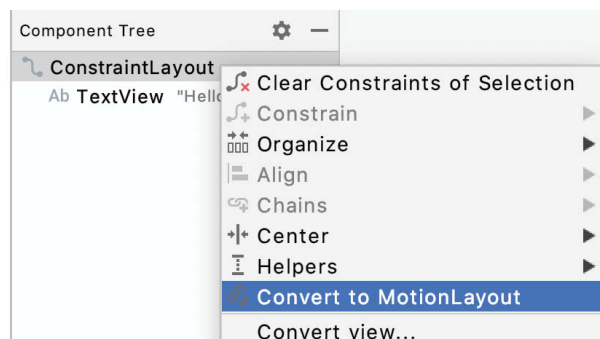 Component Tree
ConstraintLayout
Ab TextView "Hello
Clear Constraints of Selection
Constrain
Organize
Align
Chains
Center
Helpers
Convert to MotionLayout
Convert view...